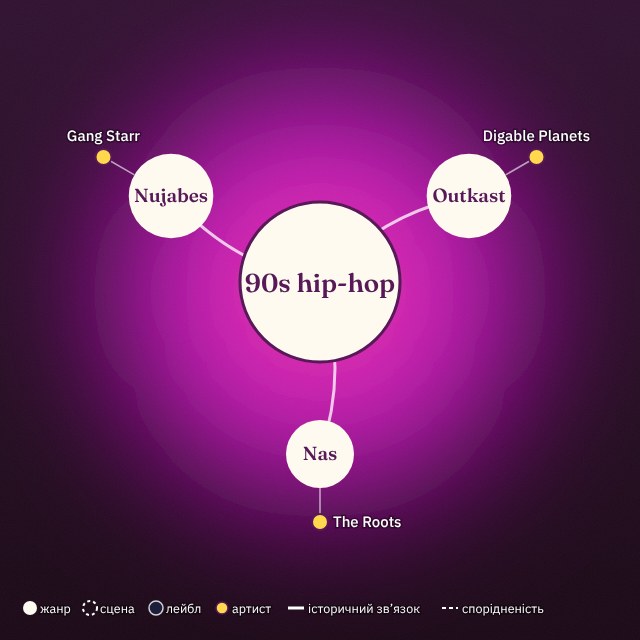 Gang Starr
Digable Planets
Nujabes
Outkast
90s hip-hop
Nas
The Roots
жанр
сцена
лейбл
артист
історичний зв’язок
спорідненість